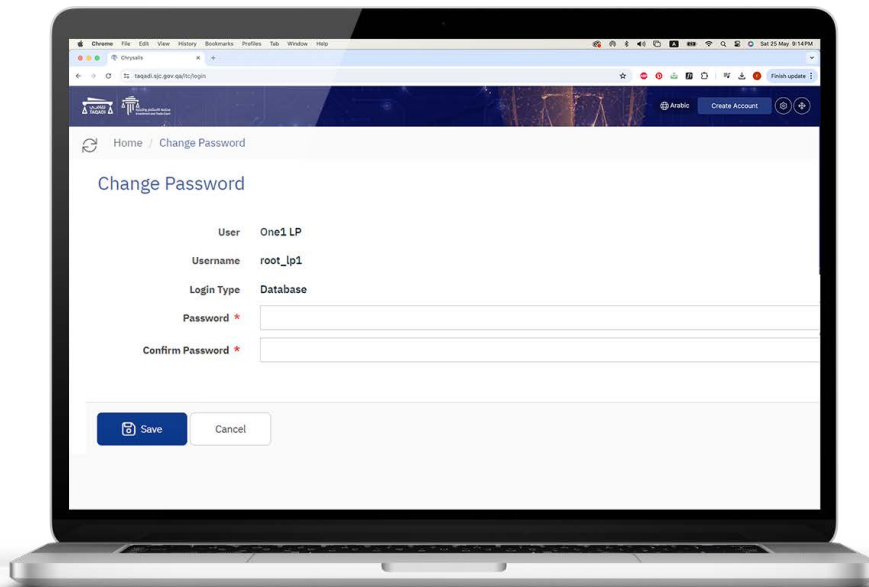 Chrome File Edit View History Bookmarks Profiles Tab Window Help
Sat 25 May 9:14PM
Chrysalis
taqadi.sjc.gov.qa/itc/login
Finish update
TAQADI
Arabic
Create Account
Home / Change Password
Change Password
User One1 LP
Username root_lp1
Login Type Database
Password *
Confirm Password *
Save Cancel